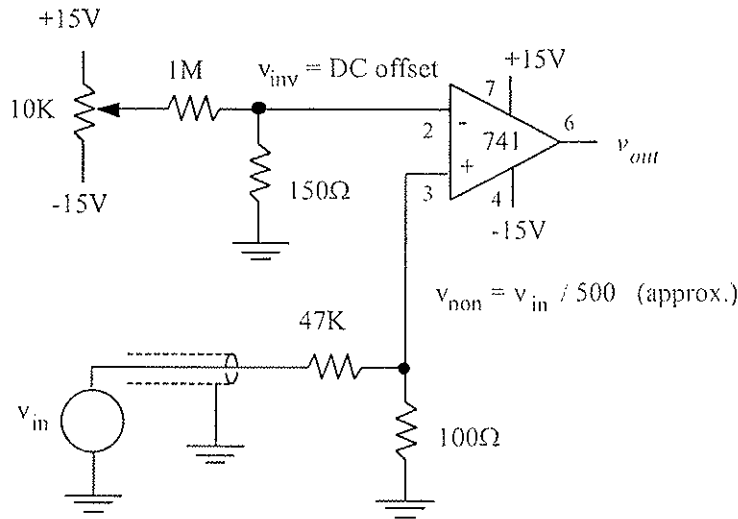 +15V
1M
v_inv = DC offset
10K
-15V
150Ω
7
+15V
2
-
741
6
v_out
+
3
4
-15V
v_non = v_in / 500 (approx.)
47K
v_in
100Ω